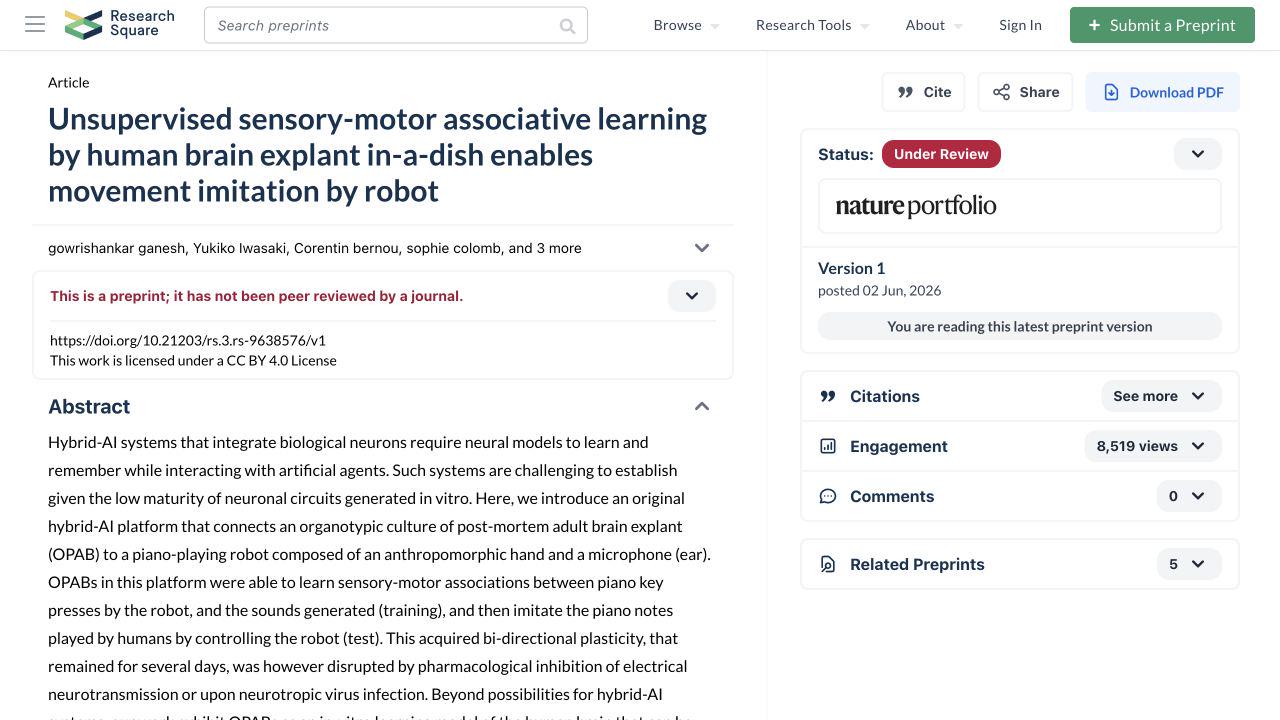 Research
Square
Search preprints
Browse
Research Tools
About
Sign In
+ Submit a Preprint
Article
Unsupervised sensory-motor associative learning
by human brain explant in-a-dish enables
movement imitation by robot
gowrishankar ganesh, Yukiko Iwasaki, Corentin bernou, sophie colomb, and 3 more
This is a preprint; it has not been peer reviewed by a journal.
https://doi.org/10.21203/rs.3.rs-9638576/v1
This work is licensed under a CC BY 4.0 License
Abstract
Hybrid-AI systems that integrate biological neurons require neural models to learn and
remember while interacting with artificial agents. Such systems are challenging to establish
given the low maturity of neuronal circuits generated in vitro. Here, we introduce an original
hybrid-AI platform that connects an organotypic culture of post-mortem adult brain explant
(OPAB) to a piano-playing robot composed of an anthropomorphic hand and a microphone (ear).
OPABs in this platform were able to learn sensory-motor associations between piano key
presses by the robot, and the sounds generated (training), and then imitate the piano notes
played by humans by controlling the robot (test). This acquired bi-directional plasticity, that
remained for several days, was however disrupted by pharmacological inhibition of electrical
neurotransmission or upon neurotropic virus infection. Beyond possibilities for hybrid-AI
Cite
Share
Download PDF
Status: Under Review
nature portfolio
Version 1
posted 02 Jun, 2026
You are reading this latest preprint version
Citations
See more
Engagement
8,519 views
Comments
0
Related Preprints
5